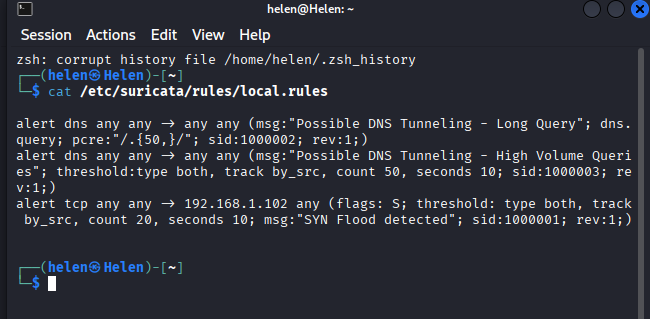 helen@Helen: ~
Session Actions Edit View Help
zsh: corrupt history file /home/helen/.zsh_history
┌──(helen㉿Helen)-[~]
└─$ cat /etc/suricata/rules/local.rules
alert dns any any -> any any (msg:"Possible DNS Tunneling - Long Query"; dns.
query; pcre:"/.{50,}/"; sid:1000002; rev:1;)
alert dns any any -> any any (msg:"Possible DNS Tunneling - High Volume Queri
es"; threshold:type both, track by_src, count 50, seconds 10; sid:1000003; re
v:1;)
alert tcp any any -> 192.168.1.102 any (flags: S; threshold: type both, track
by_src, count 20, seconds 10; msg:"SYN Flood detected"; sid:1000001; rev:1;)
┌──(helen㉿Helen)-[~]
└─$